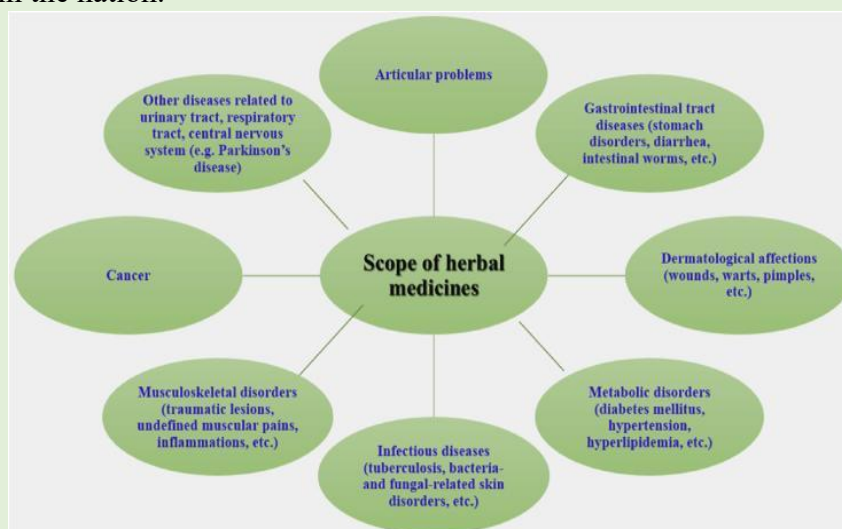 in the nation.
Articular problems
Other diseases related to
urinary tract, respiratory
tract, central nervous
system (e.g. Parkinson's
disease)
Gastrointestinal tract
diseases (stomach
disorders, diarrhea,
intestinal worms, etc.)
Scope of herbal
medicines
Cancer
Dermatological affections
(wounds, warts, pimples,
etc.)
Musculoskeletal disorders
(traumatic lesions,
undefined muscular pains,
inflammations, etc.)
Metabolic disorders
(diabetes mellitus,
hypertension,
hyperlipidemia, etc.)
Infectious diseases
(tuberculosis, bacteria-
and fungal-related skin
disorders, etc.)